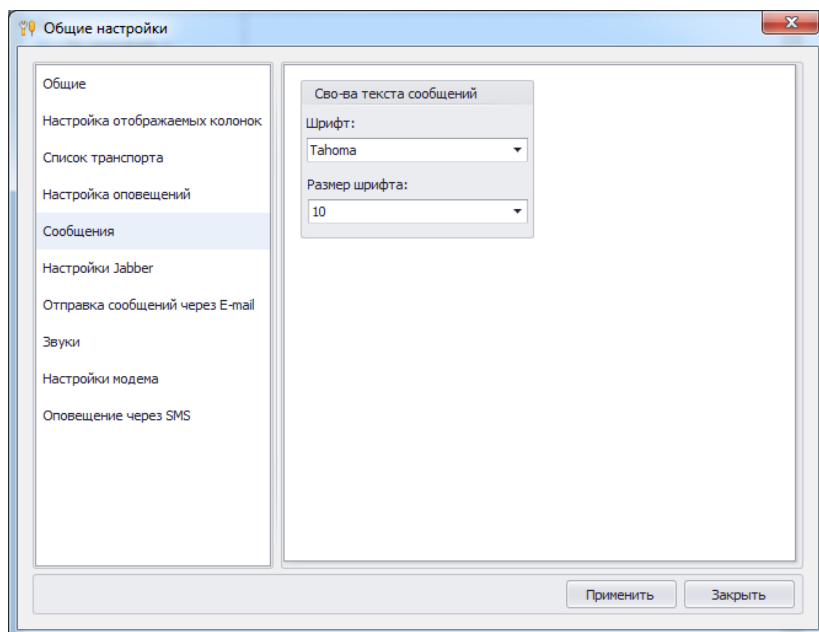 Общие настройки
Общие
Настройка отображаемых колонок
Список транспорта
Настройка оповещений
Сообщения
Настройки Jabber
Отправка сообщений через E-mail
Звуки
Настройки модема
Оповещение через SMS
Сво-ва текста сообщений
Шрифт:
Tahoma
Размер шрифта:
10
Применить
Закрыть